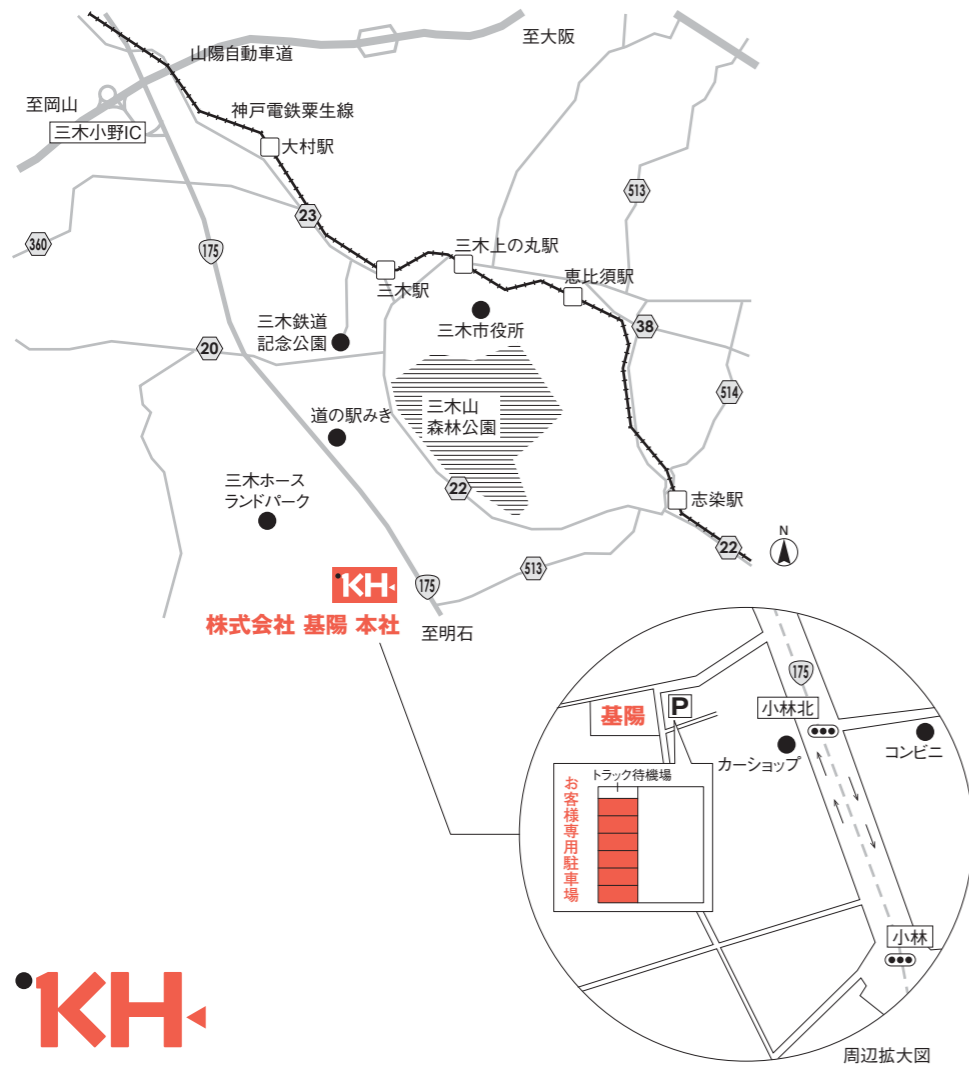 至大阪
山陽自動車道
至岡山
神戸電鉄粟生線
三木小野IC
大村駅
513
23
360
175
三木上の丸駅
三木駅
恵比須駅
三木鉄道
記念公園
三木市役所
38
20
514
三木山
森林公園
道の駅みき
三木ホース
ランドパーク
22
志染駅
N
22
513
175
KH
株式会社 基陽 本社
至明石
175
基陽
P
小林北
カーショップ
コンビニ
トラック待機場
お客様専用駐車場
小林
KH
周辺拡大図